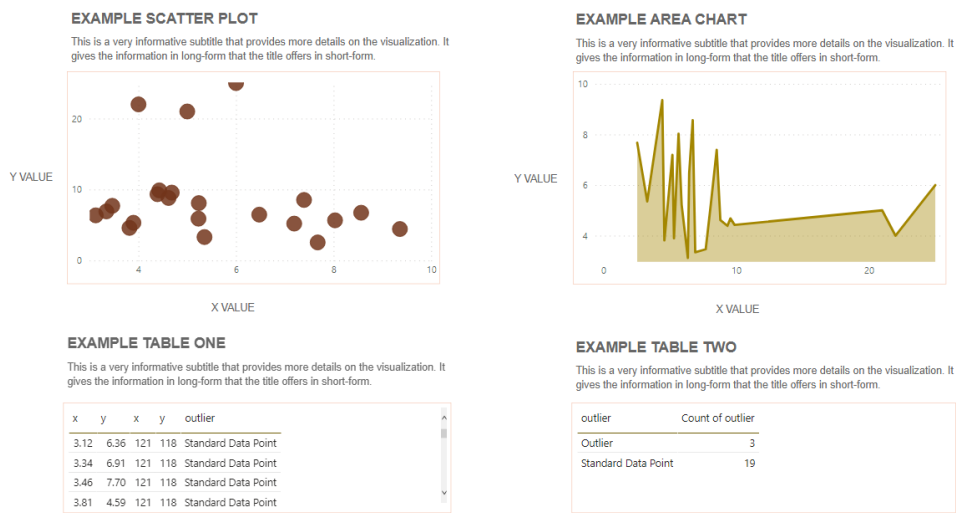 EXAMPLE SCATTER PLOT
This is a very informative subtitle that provides more details on the visualization. It
gives the information in long-form that the title offers in short-form.
Y VALUE
20
10
0
4
6
8
10
X VALUE
EXAMPLE AREA CHART
This is a very informative subtitle that provides more details on the visualization. It
gives the information in long-form that the title offers in short-form.
Y VALUE
10
8
6
4
0
10
20
X VALUE
EXAMPLE TABLE ONE
This is a very informative subtitle that provides more details on the visualization. It
gives the information in long-form that the title offers in short-form.
x y x y outlier
3.12 6.36 121 118 Standard Data Point
3.34 6.91 121 118 Standard Data Point
3.46 7.70 121 118 Standard Data Point
3.81 4.59 121 118 Standard Data Point
EXAMPLE TABLE TWO
This is a very informative subtitle that provides more details on the visualization. It
gives the information in long-form that the title offers in short-form.
outlier Count of outlier
Outlier 3
Standard Data Point 19